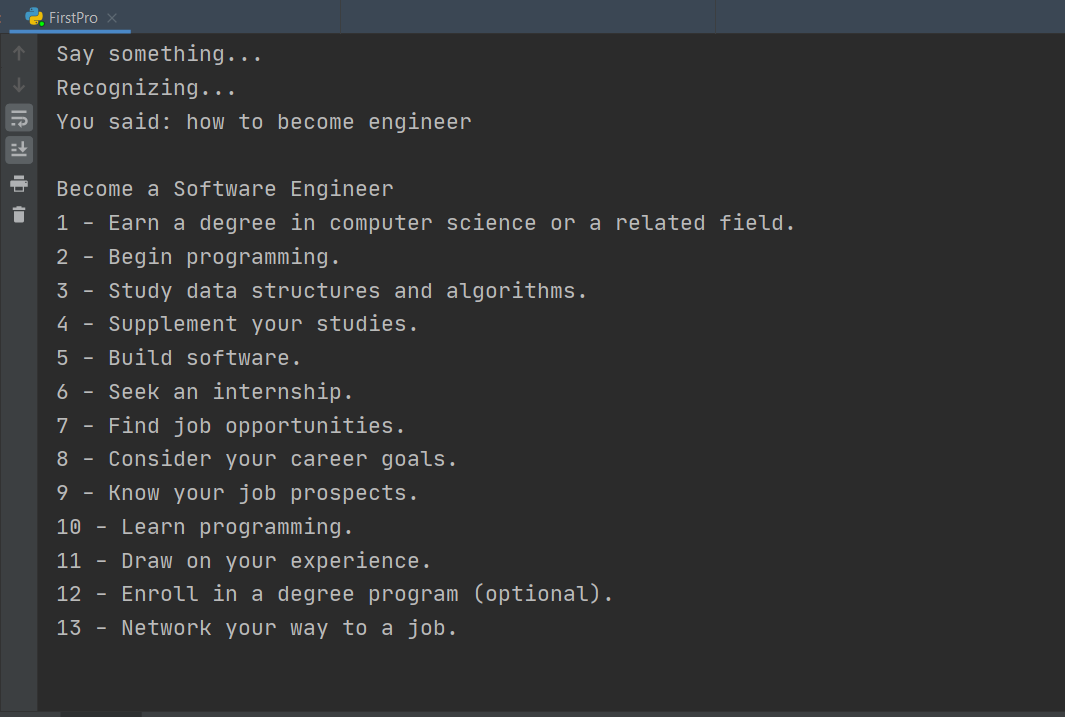 FirstPro
Say something...
Recognizing...
You said: how to become engineer
Become a Software Engineer
1 - Earn a degree in computer science or a related field.
2 - Begin programming.
3 - Study data structures and algorithms.
4 - Supplement your studies.
5 - Build software.
6 - Seek an internship.
7 - Find job opportunities.
8 - Consider your career goals.
9 - Know your job prospects.
10 - Learn programming.
11 - Draw on your experience.
12 - Enroll in a degree program (optional).
13 - Network your way to a job.